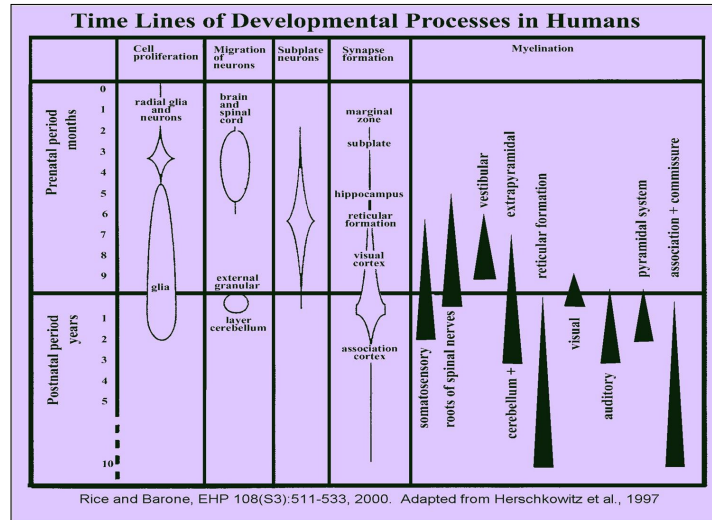 Time Lines of Developmental Processes in Humans
Cell
proliferation
Migration
of
neurons
Subplate
neurons
Synapse
formation
Myelination
Prenatal period
months
0
1
2
3
4
5
6
7
8
9
Postnatal period
years
1
2
3
4
5
10
radial glia
and
neurons
glia
brain
and
spinal
cord
external
granular
layer
cerebellum
marginal
zone
subplate
hippocampus
reticular
formation
visual
cortex
association
cortex
somatosensory
roots of spinal nerves
vestibular
cerebellum +
extrapyramidal
reticular formation
visual
auditory
pyramidal system
association + commissure
Rice and Barone, EHP 108(S3):511-533, 2000. Adapted from Herschkowitz et al., 1997